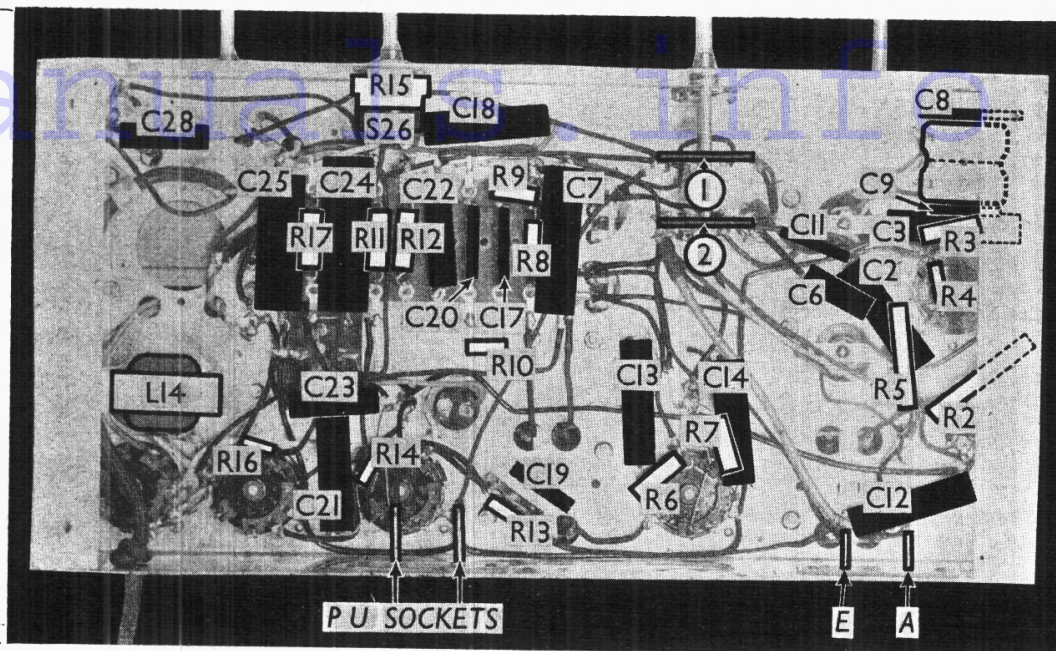 anuals.info
R15
C18
C8
C28
S26
C25
C24
C22
R9
C7
1
C9
R17
R11
R12
R8
2
C11
C3
R3
C2
C6
R4
C20
C17
R10
L14
C23
C13
C14
R5
R2
R16
R14
R7
C19
R6
C21
R13
C12
P U SOCKETS
E
A